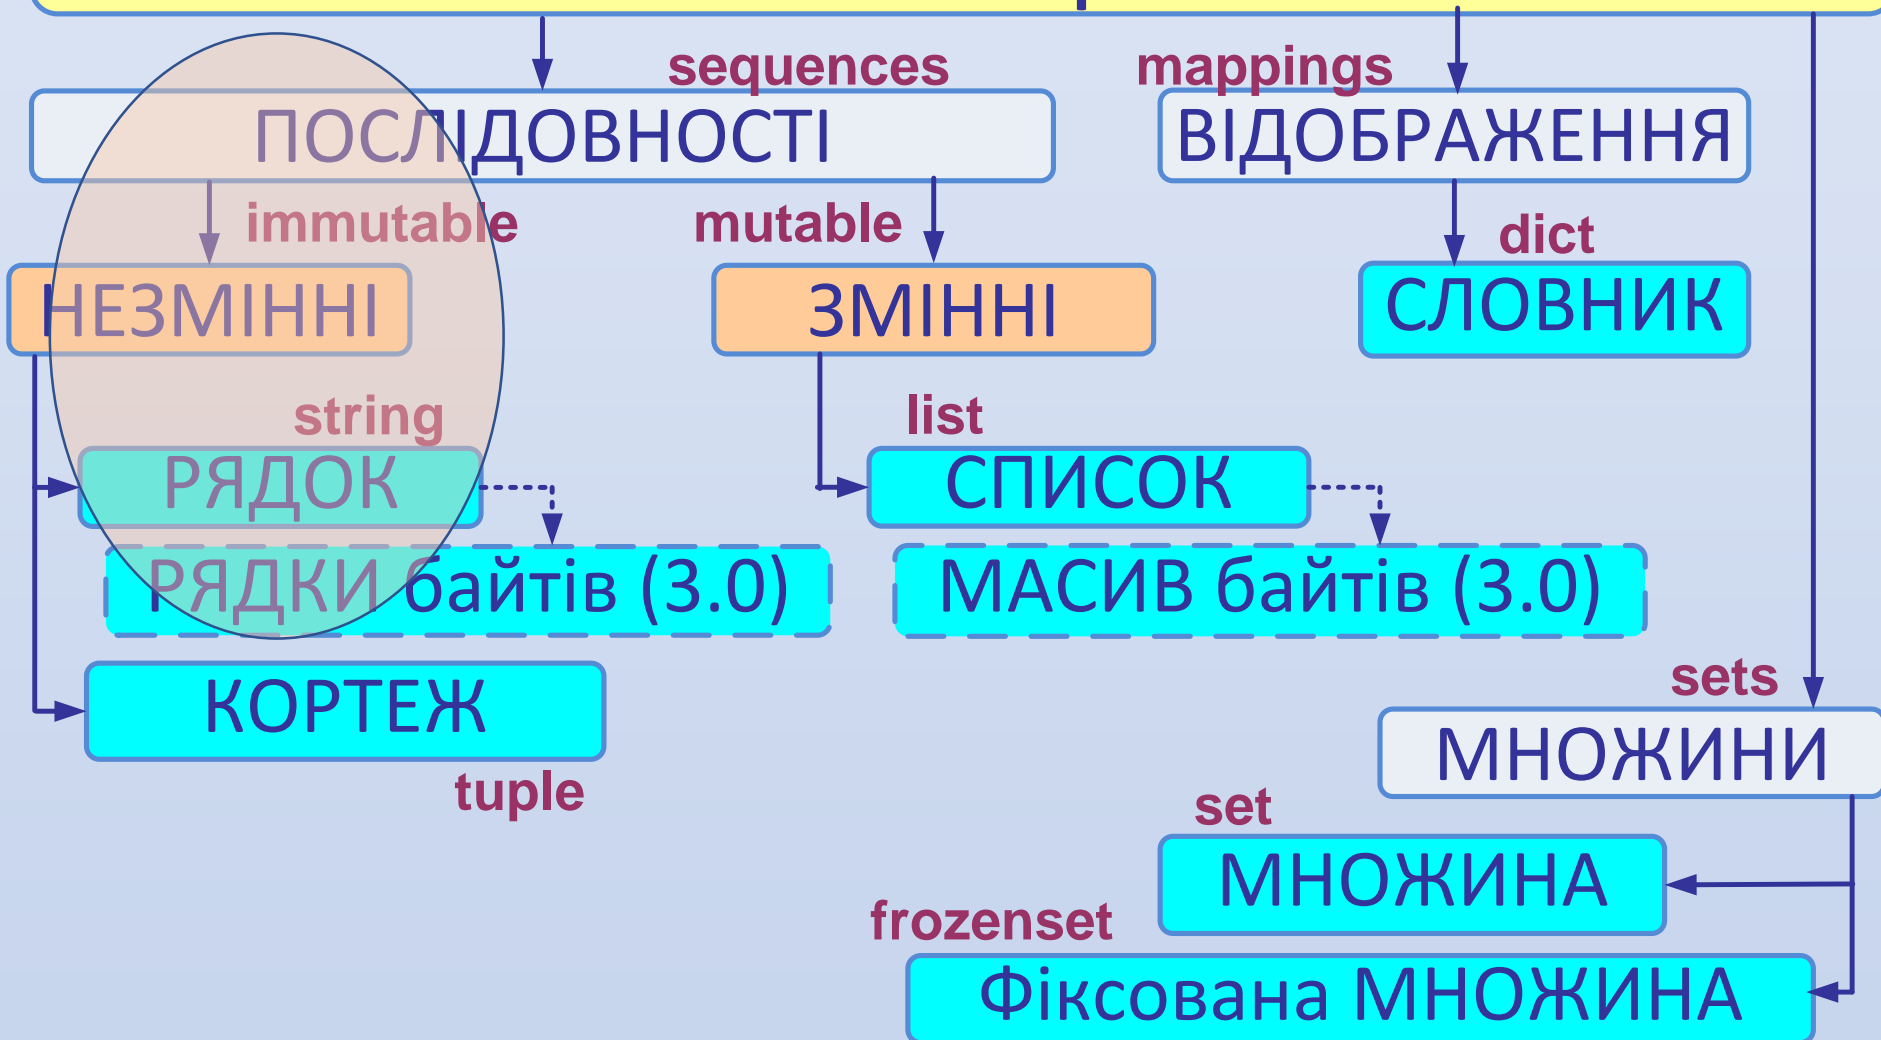 sequences mappings
ПОСЛІДОВНОСТІ ВІДОБРАЖЕННЯ
immutable mutable dict
НЕЗМІННІ ЗМІННІ СЛОВНИК
string list
РЯДОК СПИСОК
РЯДКИ байтів (3.0) МАСИВ байтів (3.0)
КОРТЕЖ sets
tuple МНОЖИНИ
set
МНОЖИНА
frozenset
Фіксована МНОЖИНА